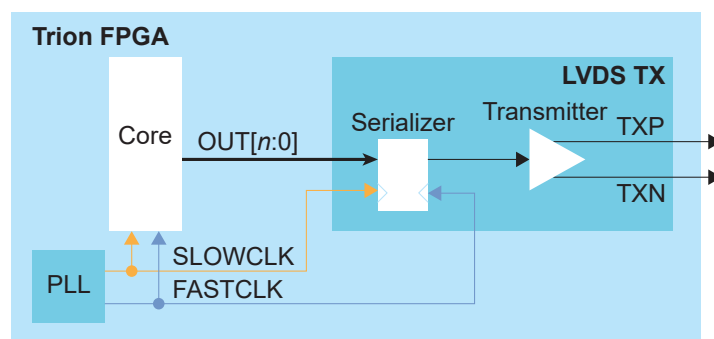 Trion FPGA
LVDS TX
Core
OUT[n:0]
Serializer
Transmitter
TXP
TXN
SLOWCLK
PLL
FASTCLK